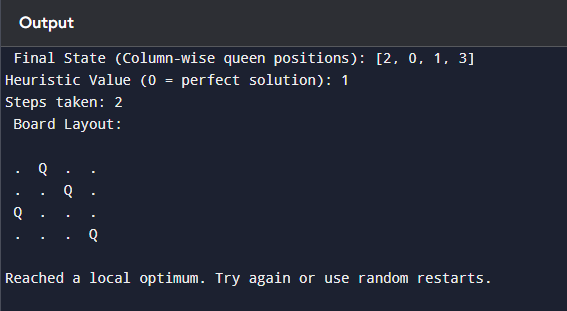 Output
Final State (Column-wise queen positions): [2, 0, 1, 3]
Heuristic Value (0 = perfect solution): 1
Steps taken: 2
Board Layout:
. Q . .
. . Q .
Q . . .
. . . Q
Reached a local optimum. Try again or use random restarts.